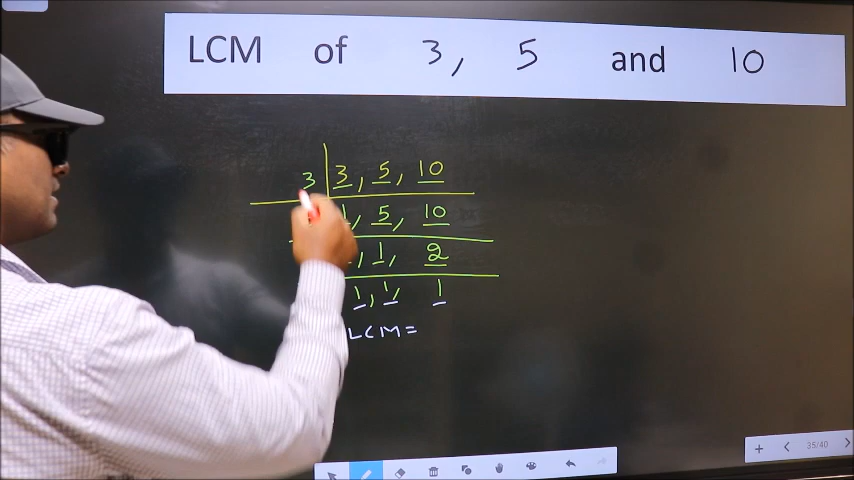 LCM of 3, 5 and 10
3 3, 5, 10
1, 5, 10
, 1, 2
1, 1, 1
LCM =
35/40